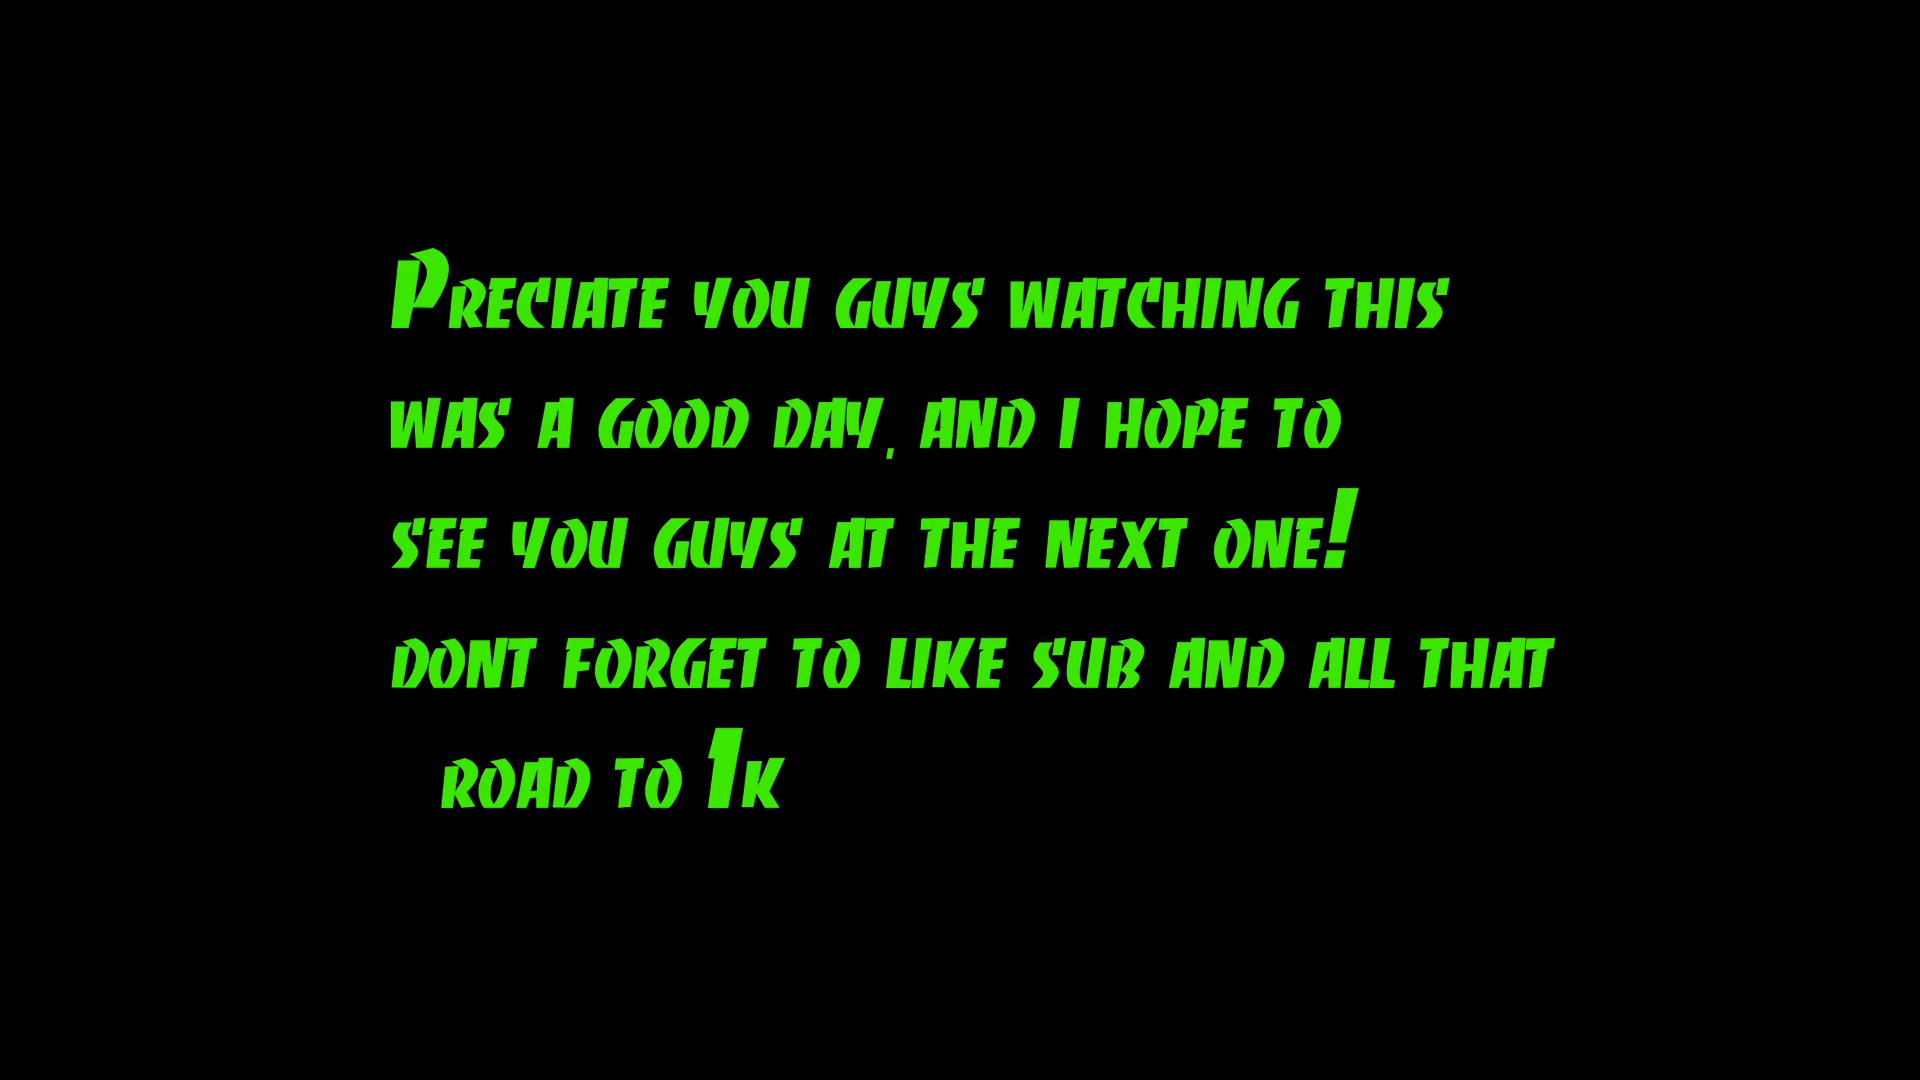 Preciate you guys watching this
was a good day, and i hope to
see you guys at the next one!
dont forget to like sub and all that
road to 1k